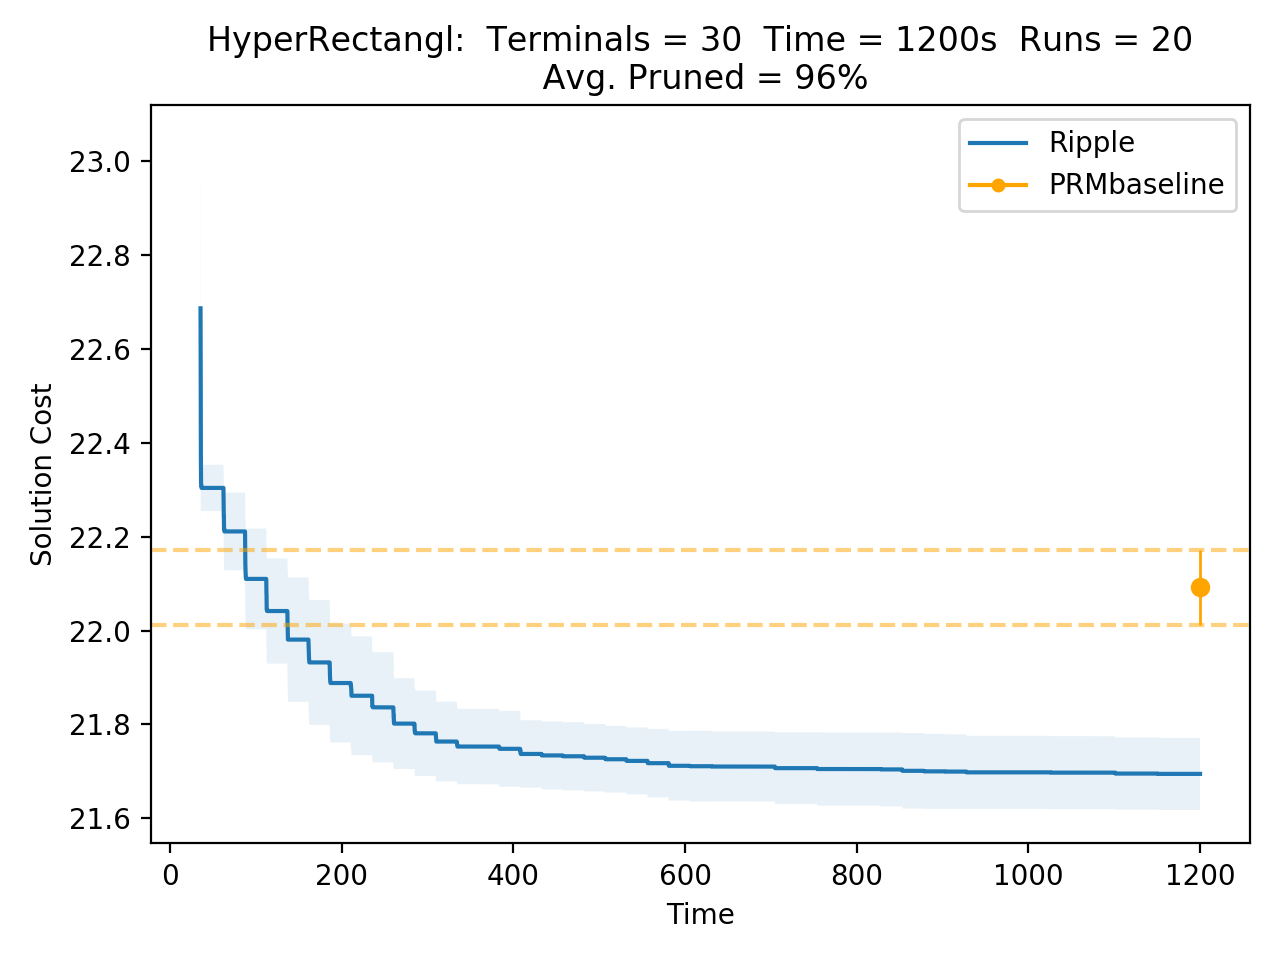 HyperRectangl:  Terminals = 30  Time = 1200s  Runs = 20
Avg. Pruned = 96%
Ripple
PRMbaseline
Solution Cost
23.0
22.8
22.6
22.4
22.2
22.0
21.8
21.6
0 200 400 600 800 1000 1200
Time